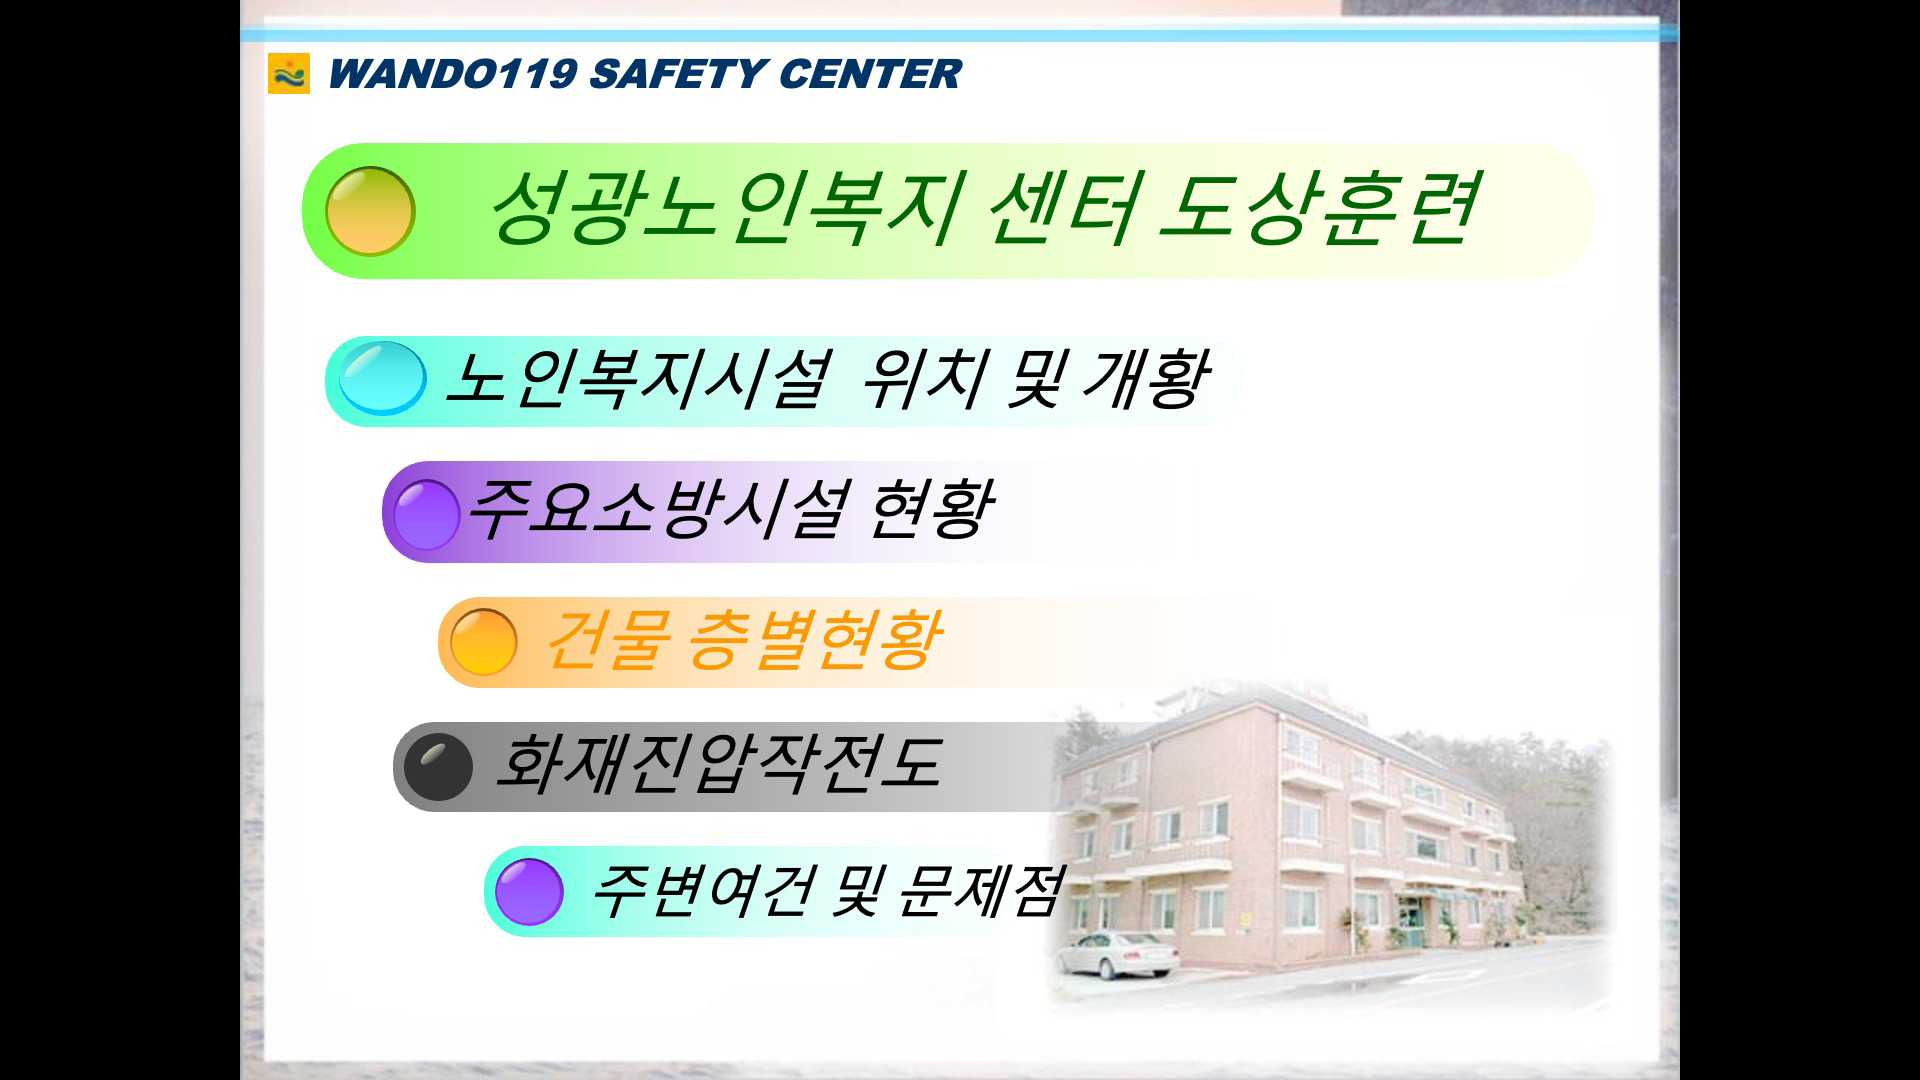 WANDO119 SAFETY CENTER
성광노인복지 센터 도상훈련
노인복지시설 위치 및 개황
주요소방시설 현황
건물 층별현황
화재진압작전도
주변여건 및 문제점